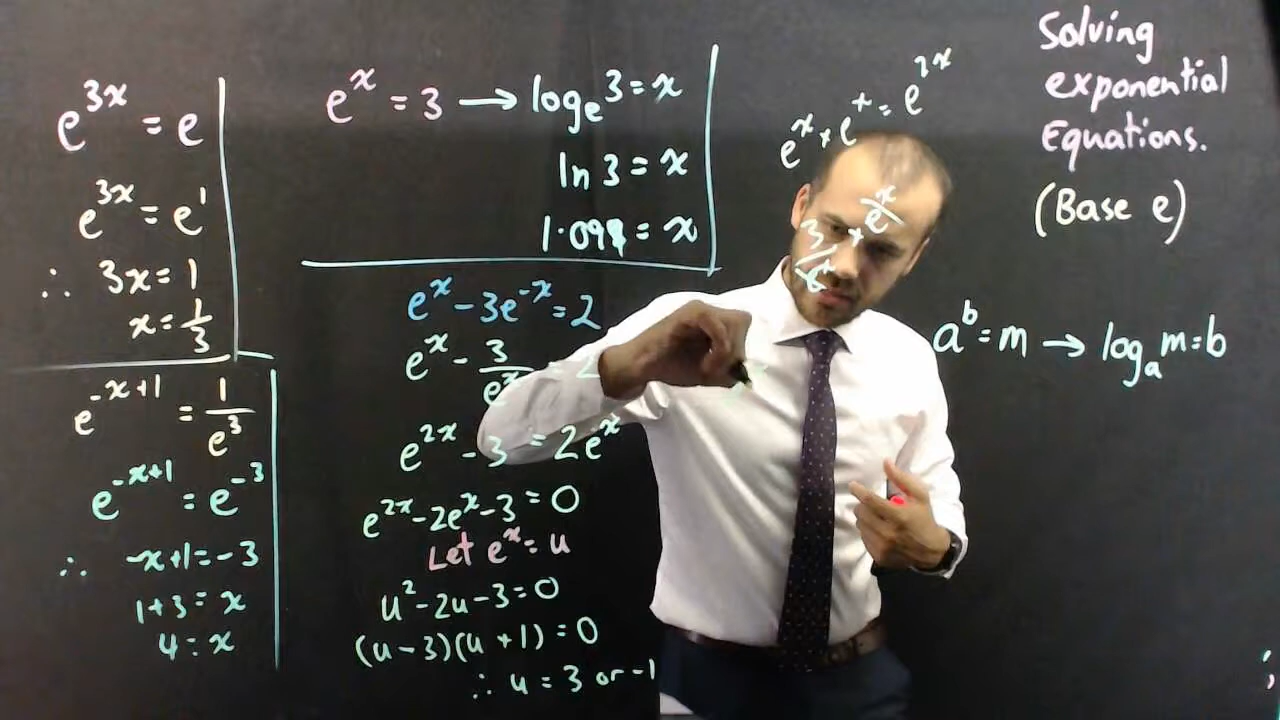 e^{3x} = e
e^{3x} = e^1
∴ 3x = 1
x = 1/3
e^{-x+1} = 1/e^3
e^{-x+1} = e^{-3}
∴ -x+1 = -3
1+3 = x
4 = x
e^x = 3 → log_e 3 = x
ln 3 = x
e^x - 3e^{-x} = 2
e^x - 3/e^x
e^{2x} - 3 = 2e^x
e^{2x} - 2e^x - 3 = 0
Let e^x = u
u^2 - 2u - 3 = 0
(u - 3)(u + 1) = 0
∴ u = 3 or -1
e^x × e^x = e^{2x}
Solving
exponential
Equations.
(Base e)
a^b = m → log_a m = b